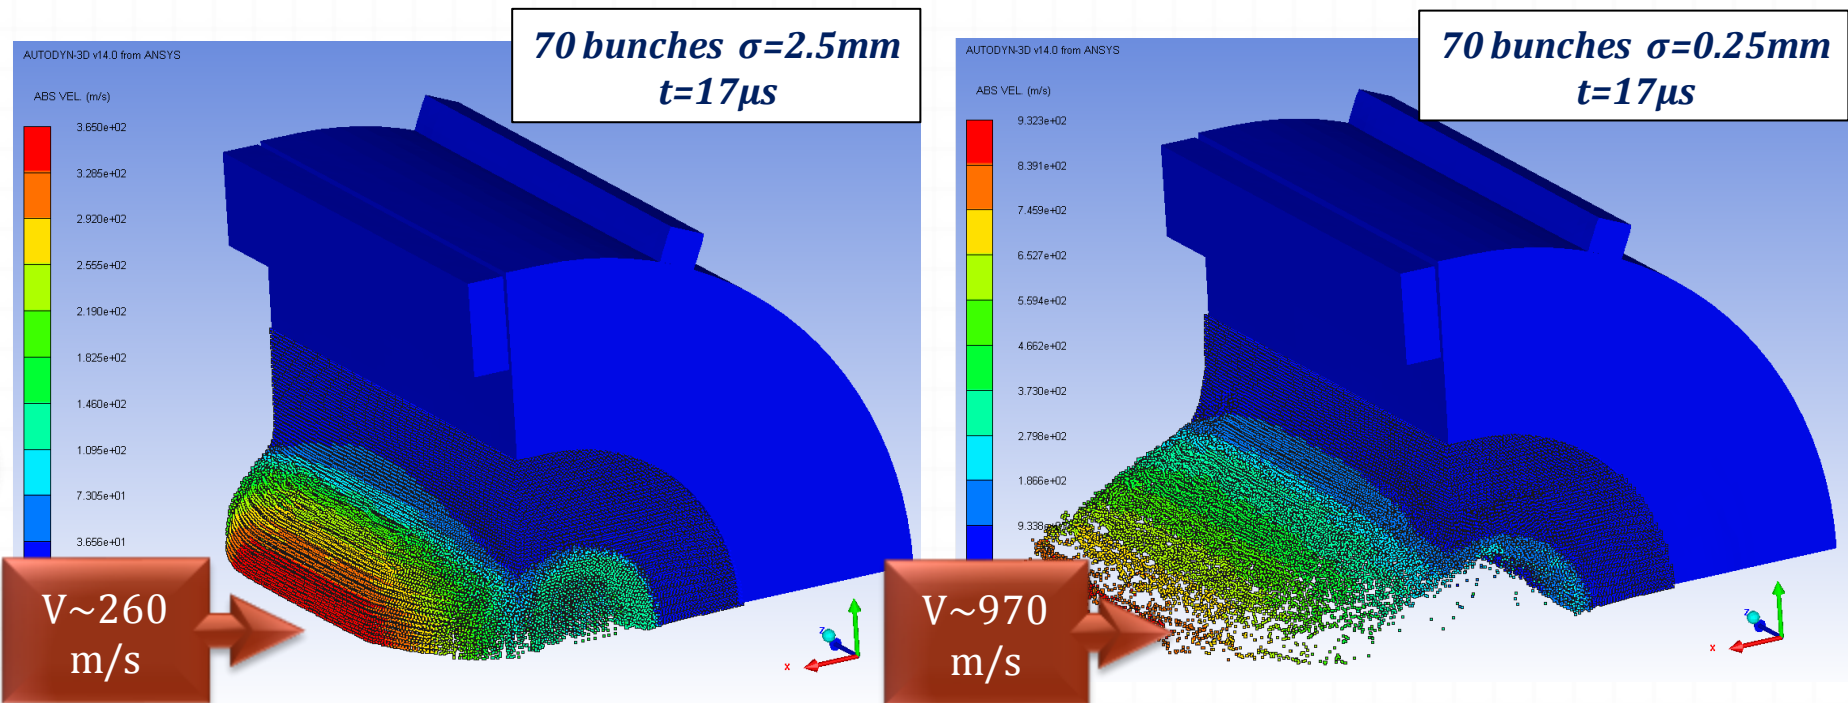 70 bunches σ=2.5mm
t=17μs
AUTODYN-3D v14.0 from ANSYS
ABS VEL. (m/s)
3.650e+02
3.285e+02
2.920e+02
2.555e+02
2.190e+02
1.825e+02
1.460e+02
1.095e+02
7.305e+01
3.656e+01
V~260
m/s
z
x
70 bunches σ=0.25mm
t=17μs
AUTODYN-3D v14.0 from ANSYS
ABS VEL. (m/s)
9.323e+02
8.391e+02
7.459e+02
6.527e+02
5.594e+02
4.662e+02
3.730e+02
2.798e+02
1.866e+02
V~970
m/s
z
x